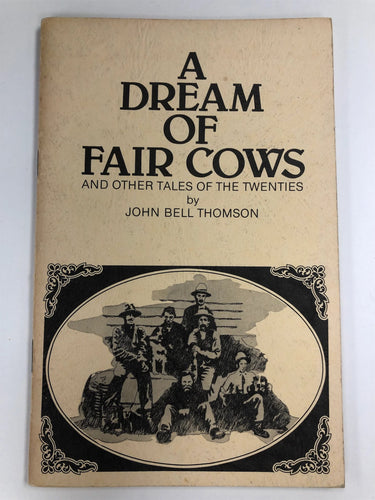 A
DREAM
OF
FAIR COWS
AND OTHER TALES OF THE TWENTIES
by
JOHN BELL THOMSON